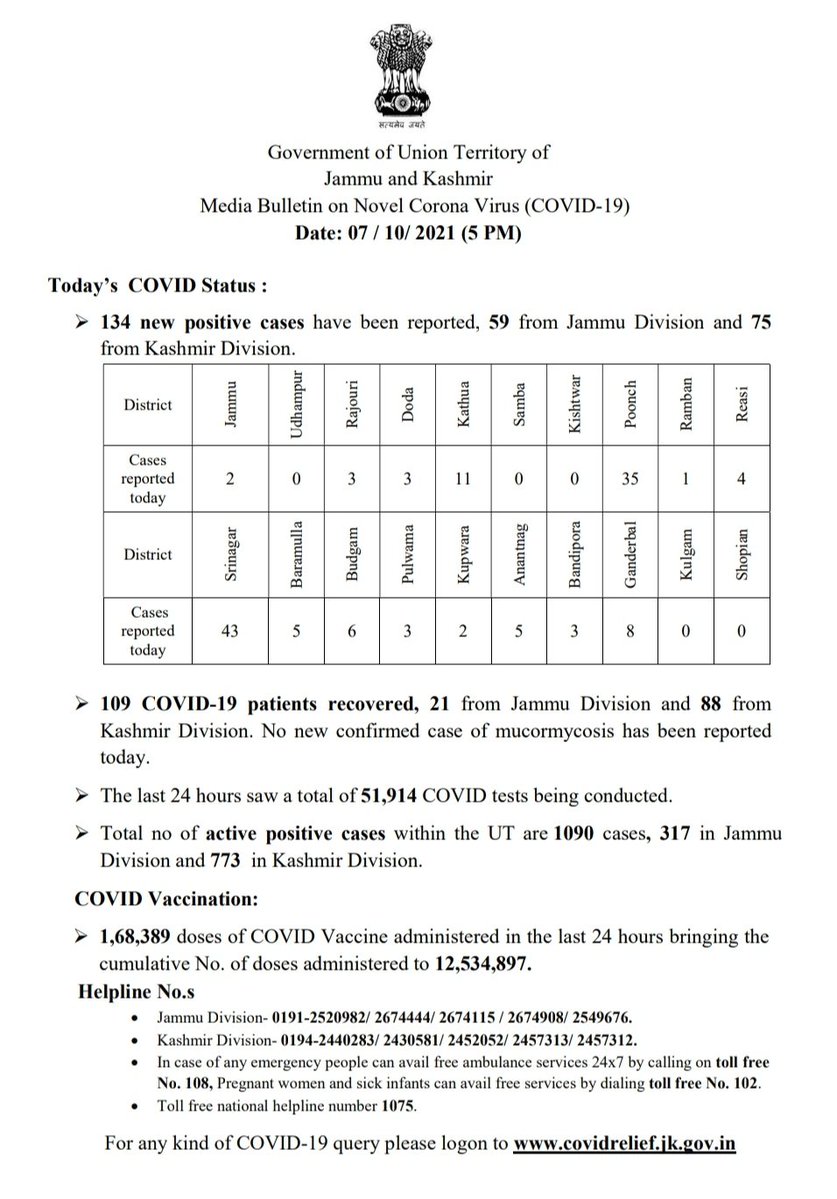 सत्यमेव जयते
Government of Union Territory of
Jammu and Kashmir
Media Bulletin on Novel Corona Virus (COVID-19)
Date: 07 / 10/ 2021 (5 PM)
Today’s COVID Status :
➢ 134 new positive cases have been reported, 59 from Jammu Division and 75
from Kashmir Division.
District Jammu Udhampur Rajouri Doda Kathua Samba Kishtwar Poonch Ramban Reasi
Cases
reported
today
2 0 3 3 11 0 0 35 1 4
District Srinagar Baramulla Budgam Pulwama Kupwara Anantnag Bandipora Ganderbal Kulgam Shopian
Cases
reported
today
43 5 6 3 2 5 3 8 0 0
➢ 109 COVID-19 patients recovered, 21 from Jammu Division and 88 from
Kashmir Division. No new confirmed case of mucormycosis has been reported
today.
➢ The last 24 hours saw a total of 51,914 COVID tests being conducted.
➢ Total no of active positive cases within the UT are 1090 cases, 317 in Jammu
Division and 773 in Kashmir Division.
COVID Vaccination:
➢ 1,68,389 doses of COVID Vaccine administered in the last 24 hours bringing the
cumulative No. of doses administered to 12,534,897.
Helpline No.s
• Jammu Division- 0191-2520982/ 2674444/ 2674115 / 2674908/ 2549676.
• Kashmir Division- 0194-2440283/ 2430581/ 2452052/ 2457313/ 2457312.
• In case of any emergency people can avail free ambulance services 24x7 by calling on toll free
No. 108, Pregnant women and sick infants can avail free services by dialing toll free No. 102.
• Toll free national helpline number 1075.
For any kind of COVID-19 query please logon to www.covidrelief.jk.gov.in